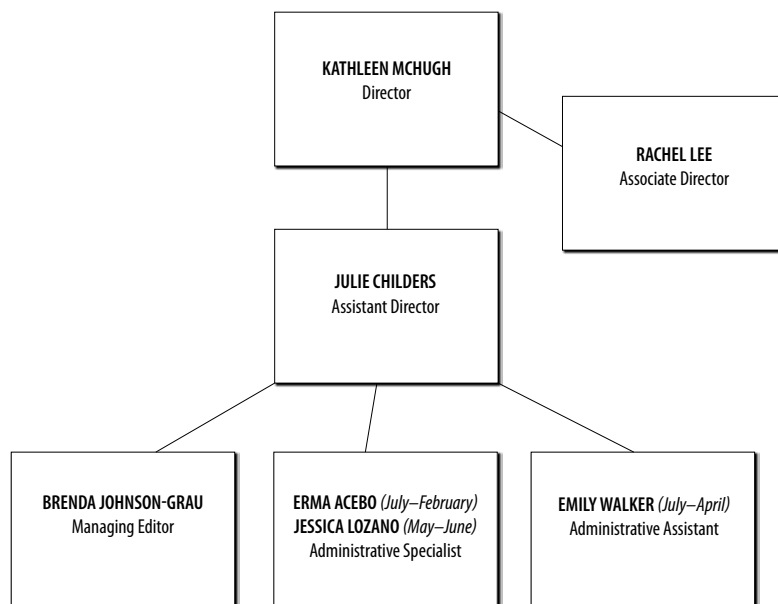 KATHLEEN MCHUGH
Director
RACHEL LEE
Associate Director
JULIE CHILDERS
Assistant Director
BRENDA JOHNSON-GRAU
Managing Editor
ERMA ACEBO (July–February)
JESSICA LOZANO (May–June)
Administrative Specialist
EMILY WALKER (July–April)
Administrative Assistant